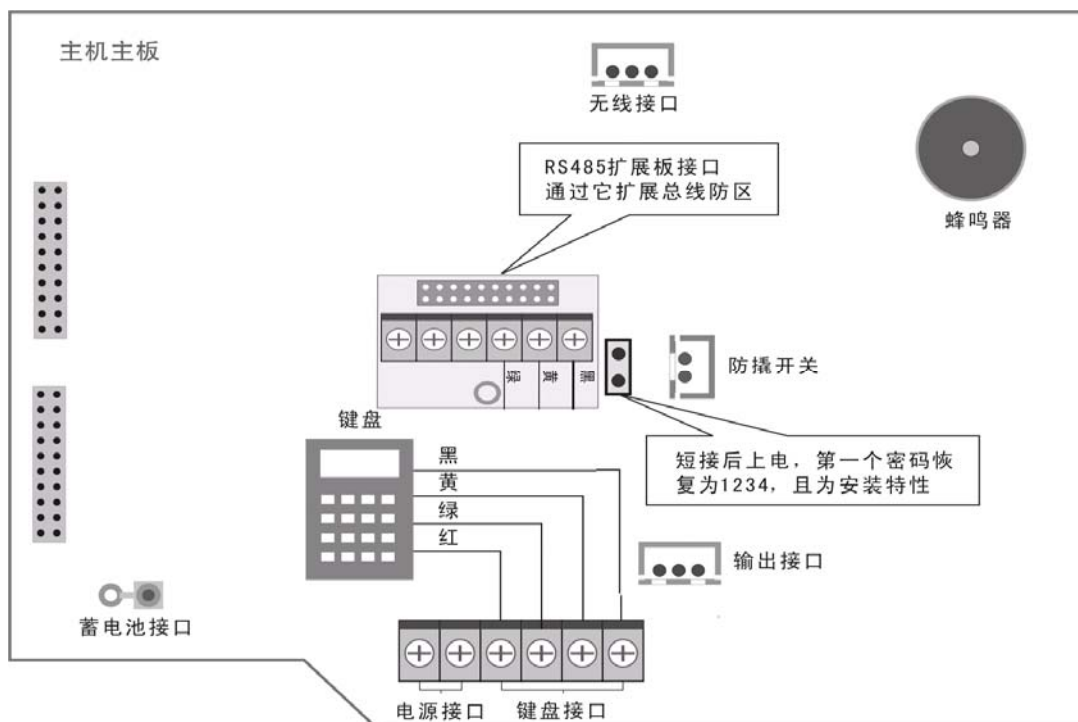 主机主板
无线接口
RS485扩展板接口
通过它扩展总线防区
蜂鸣器
绿
黄
黑
防撬开关
键盘
短接后上电，第一个密码恢
复为1234，且为安装特性
黑
黄
绿
红
输出接口
蓄电池接口
电源接口
键盘接口